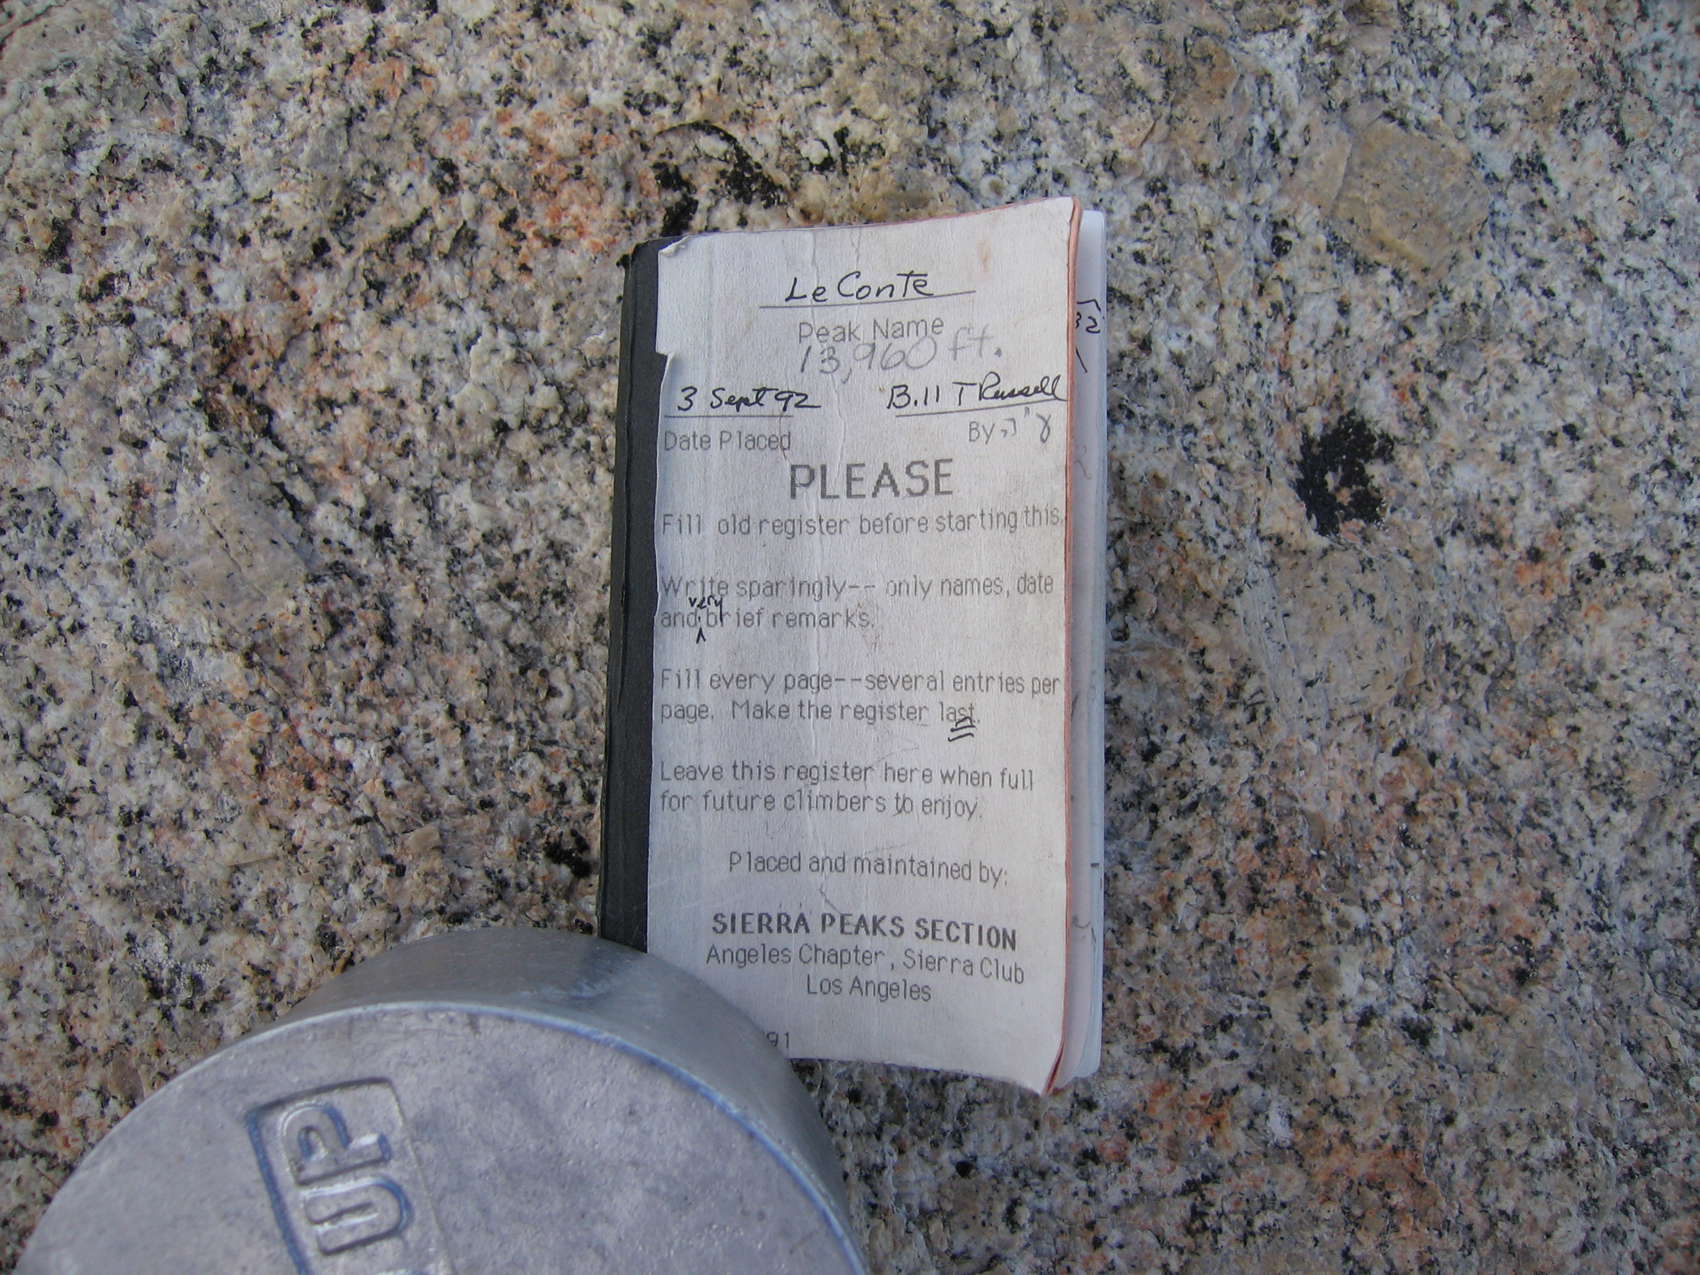 Le Conte
Peak Name
13,960 ft.
3 Sept 92 Bill T Russell
Date Placed By
PLEASE
Fill old register before starting this.
Write sparingly-- only names, date
very
and brief remarks.
Fill every page--several entries per
page. Make the register last.
Leave this register here when full
for future climbers to enjoy.
Placed and maintained by:
SIERRA PEAKS SECTION
Angeles Chapter, Sierra Club
Los Angeles
91
UP